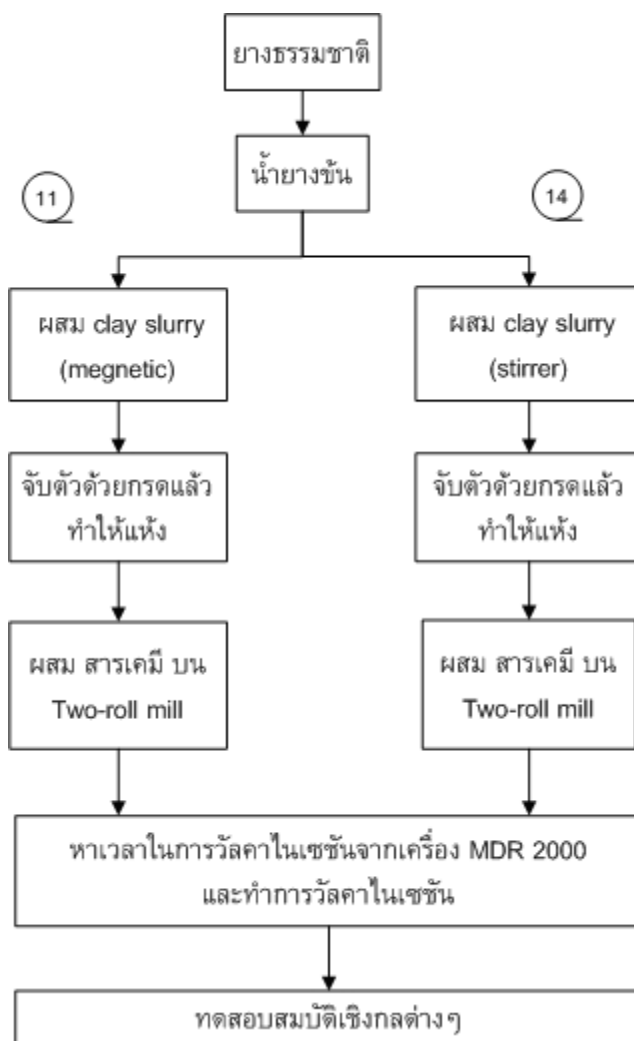 ยางธรรมชาติ
น้ำยางข้น
11
14
ผสม clay slurry
(megnetic)
ผสม clay slurry
(stirrer)
จับตัวด้วยกรดแล้ว
ทำให้แห้ง
จับตัวด้วยกรดแล้ว
ทำให้แห้ง
ผสม สารเคมี บน
Two-roll mill
ผสม สารเคมี บน
Two-roll mill
หาเวลาในการวัลคาไนเซชันจากเครื่อง MDR 2000
และทำการวัลคาไนเซชัน
ทดสอบสมบัติเชิงกลต่างๆ